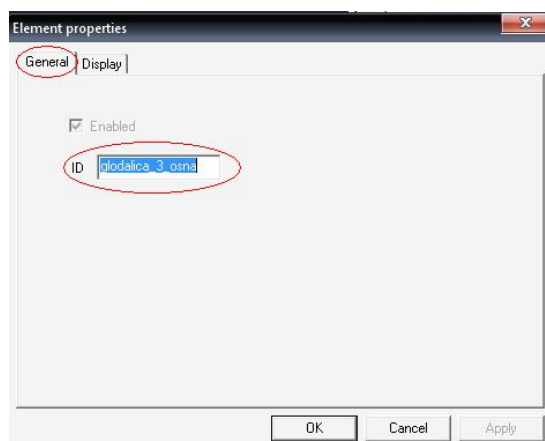 Element properties
General Display
Enabled
ID glodalica_3_osna
OK Cancel Apply